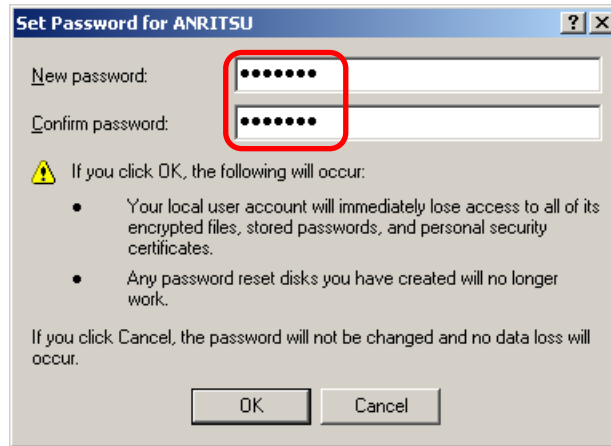 Set Password for ANRITSU
New password:
•••••••
Confirm password:
•••••••
If you click OK, the following will occur:
• Your local user account will immediately lose access to all of its
encrypted files, stored passwords, and personal security
certificates.
• Any password reset disks you have created will no longer
work.
If you click Cancel, the password will not be changed and no data loss will
occur.
OK
Cancel